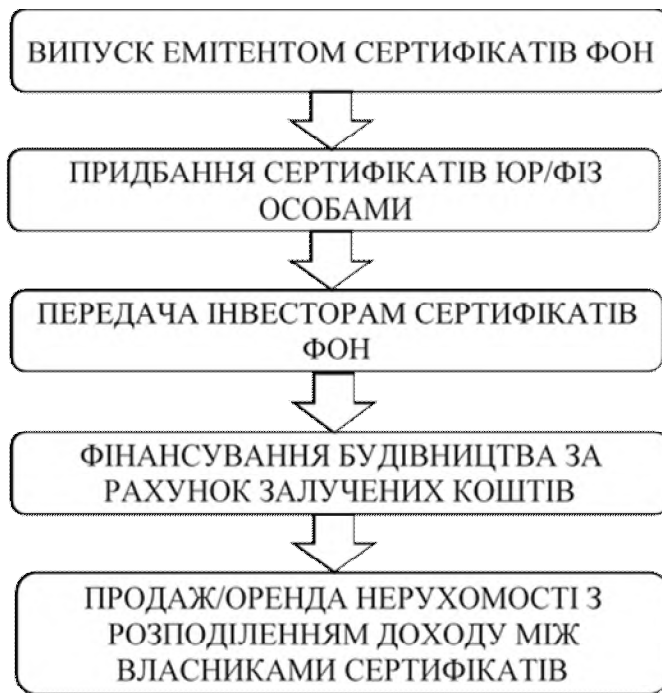 ВИПУСК ЕМІТЕНТОМ СЕРТИФІКАТІВ ФОН
ПРИДБАННЯ СЕРТИФІКАТІВ ЮР/ФІЗ
ОСОБАМИ
ПЕРЕДАЧА ІНВЕСТОРАМ СЕРТИФІКАТІВ
ФОН
ФІНАНСУВАННЯ БУДІВНИЦТВА ЗА
РАХУНОК ЗАЛУЧЕНИХ КОШТІВ
ПРОДАЖ/ОРЕНДА НЕРУХОМОСТІ З
РОЗПОДІЛЕННЯМ ДОХОДУ МІЖ
ВЛАСНИКАМИ СЕРТИФІКАТІВ